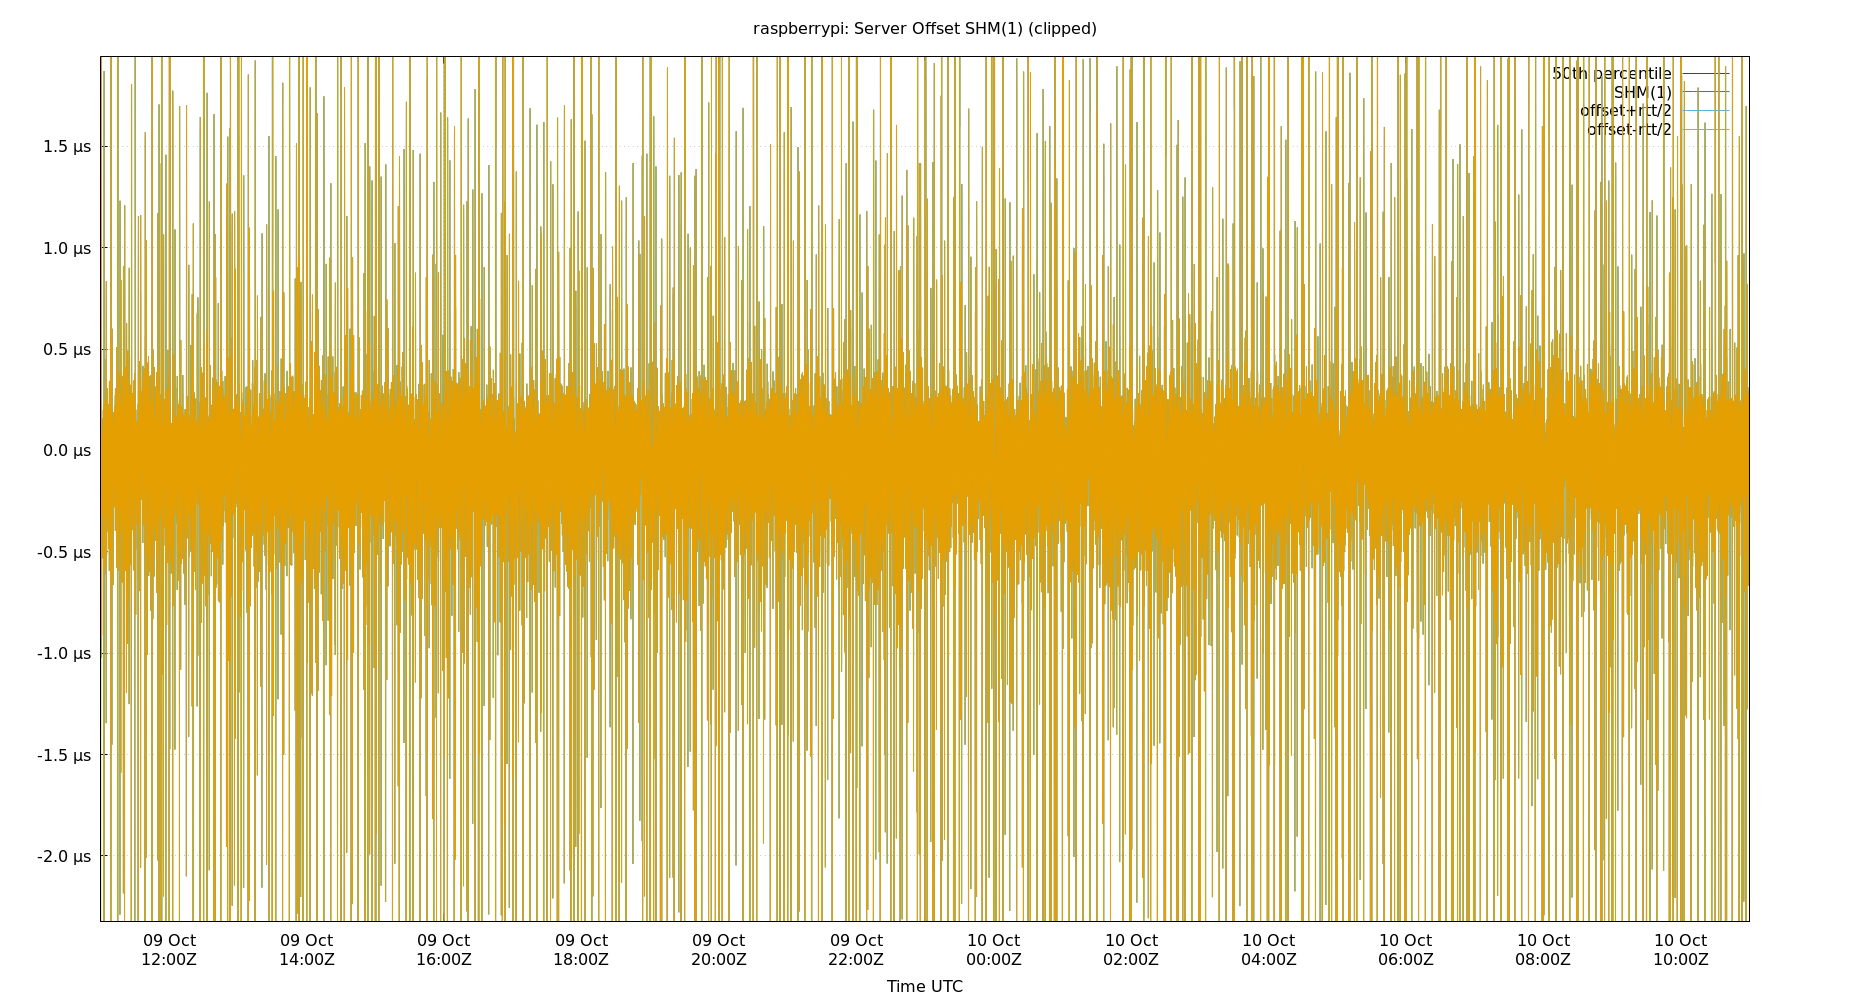 raspberrypi: Server Offset SHM(1) (clipped)
50th percentile
SHM(1)
offset+rtt/2
offset-rtt/2
1.5 µs
1.0 µs
0.5 µs
0.0 µs
-0.5 µs
-1.0 µs
-1.5 µs
-2.0 µs
09 Oct 09 Oct 09 Oct 09 Oct 09 Oct 09 Oct 10 Oct 10 Oct 10 Oct 10 Oct 10 Oct 10 Oct
12:00Z 14:00Z 16:00Z 18:00Z 20:00Z 22:00Z 00:00Z 02:00Z 04:00Z 06:00Z 08:00Z 10:00Z
Time UTC